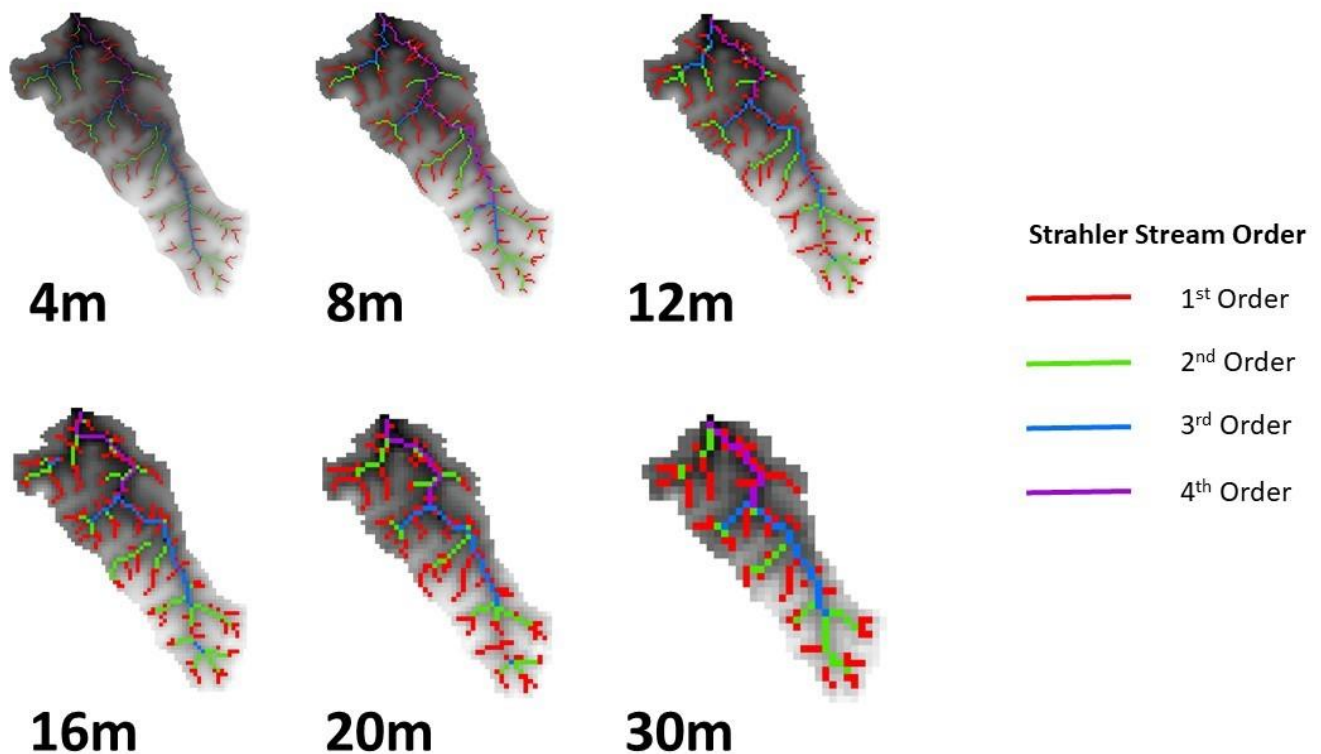 4m
8m
12m
Strahler Stream Order
1st Order
2nd Order
3rd Order
4th Order
16m
20m
30m